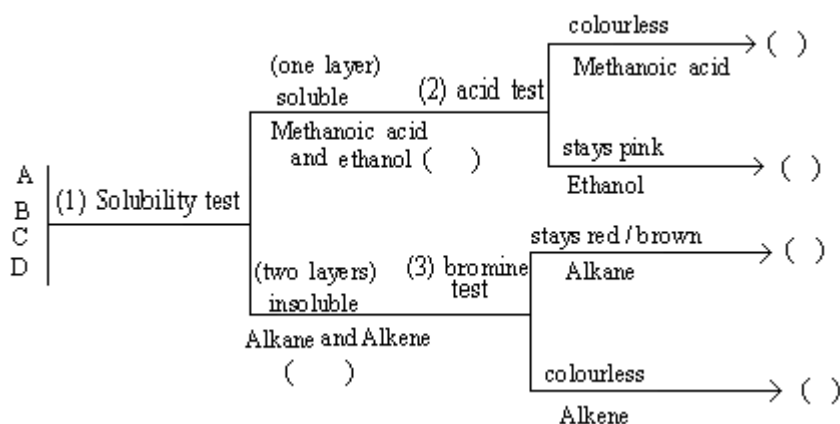 A
B
C
D
(1) Solubility test
(one layer)
soluble
Methanoic acid
and ethanol (    )
(2) acid test
colourless
Methanoic acid
(  )
stays pink
Ethanol
(  )
(two layers)
insoluble
Alkane and Alkene
(      )
(3) bromine
test
stays red / brown
Alkane
(  )
colourless
Alkene
(  )